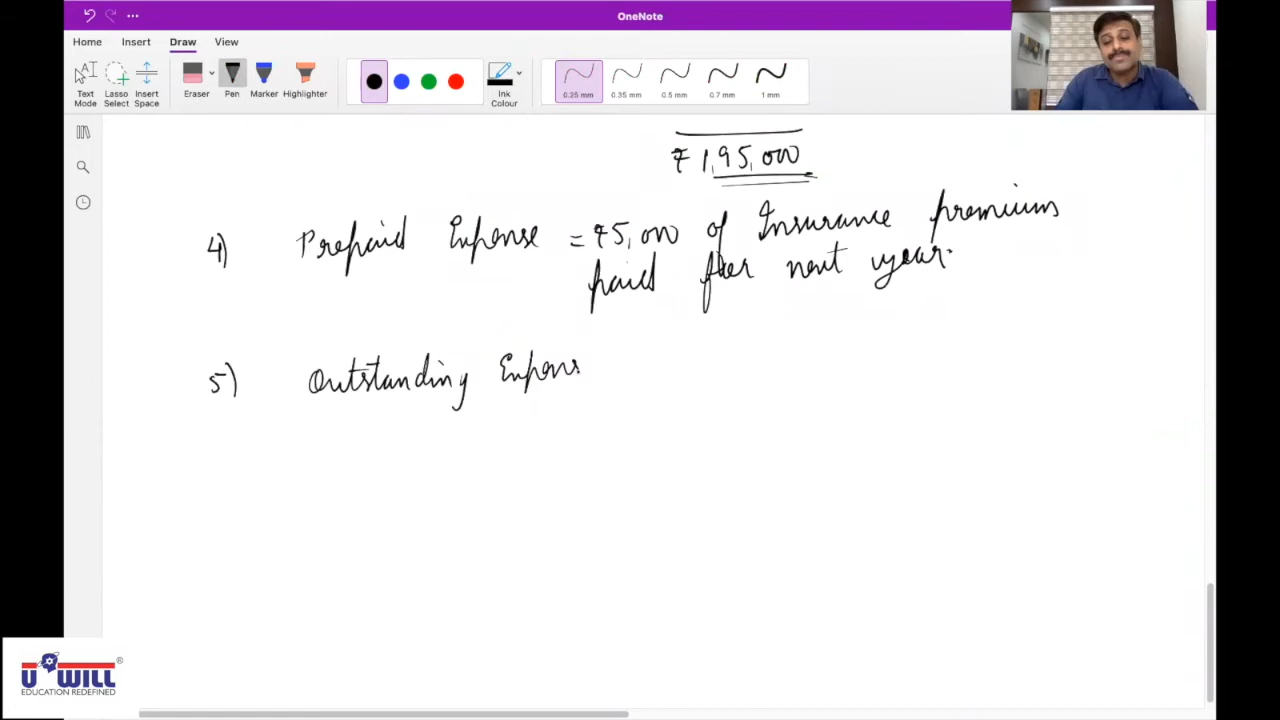 OneNote
Home Insert Draw View
Text Mode
Lasso Select
Insert Space
Eraser
Pen
Marker
Highlighter
Ink Colour
0.25 mm
0.35 mm
0.5 mm
0.7 mm
1 mm
₹ 1,95,000
4) Prepaid Expense = ₹5,000 of Insurance premium
paid for next year.
5) Outstanding Expens
U WILL ®
EDUCATION REDEFINED